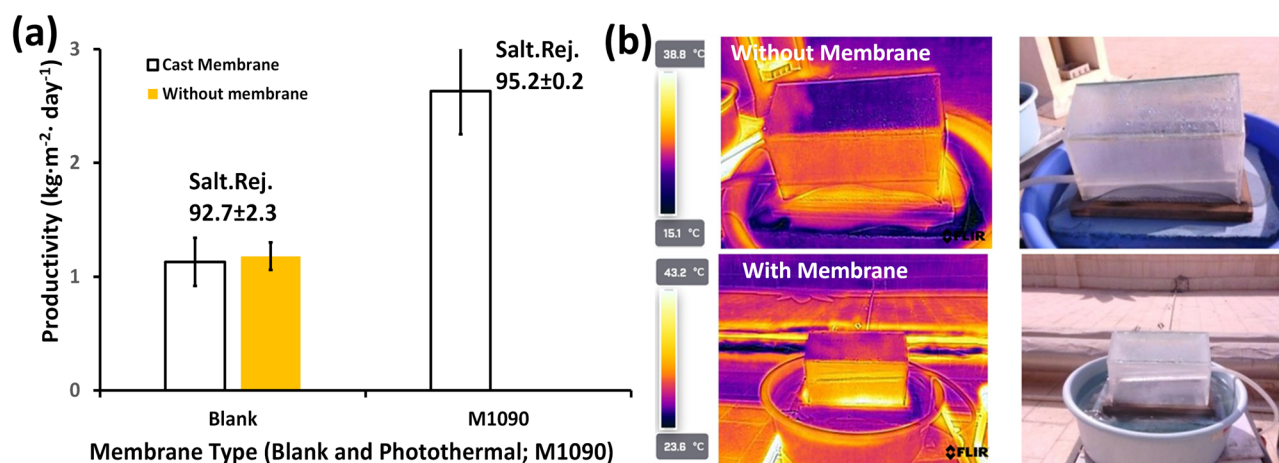 (a)
3
2
1
0
Productivity (kg·m⁻²· day⁻¹)
Cast Membrane
Without membrane
Salt.Rej.
92.7±2.3
Salt.Rej.
95.2±0.2
Blank
M1090
Membrane Type (Blank and Photothermal; M1090)
(b)
38.8 °C
15.1 °C
Without Membrane
FLIR
43.2 °C
23.6 °C
With Membrane
FLIR